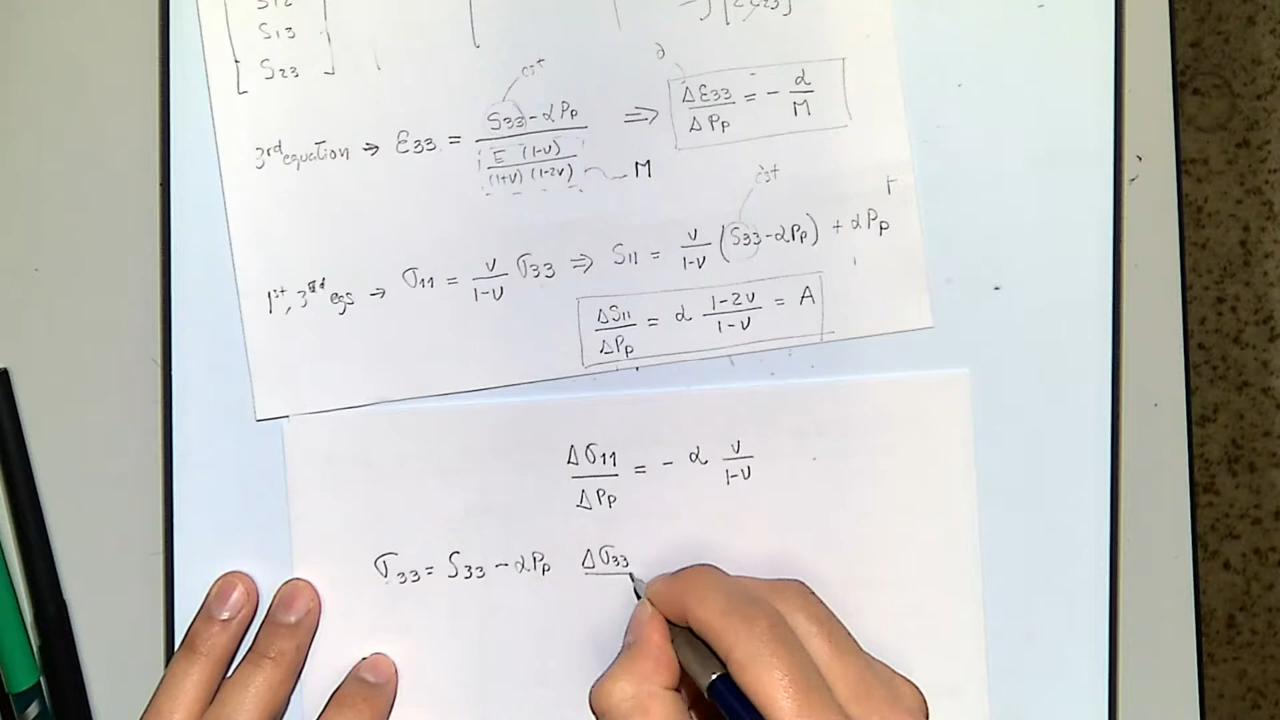 S13
S23
cst
∂
3rd equation → ε33 = (S33 - αPp) / (E (1-ν) / (1+ν) (1-2ν)) ⇒ Δε33 / ΔPp = - α / M
M
cst
1st, 3rd eqs → σ11 = ν / 1-ν σ33 ⇒ S11 = ν / 1-ν (S33 - αPp) + αPp
ΔS11 / ΔPp = α 1-2ν / 1-ν = A
Δσ11 / ΔPp = - α ν / 1-ν
σ33 = S33 - αPp Δσ33